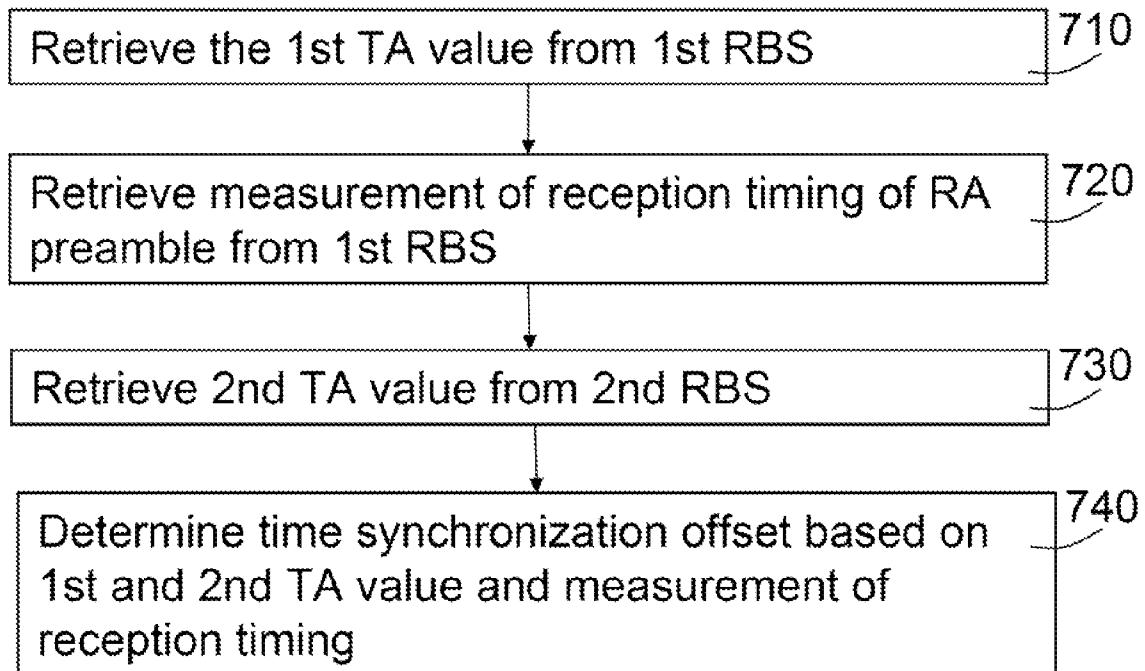 Retrieve the 1st TA value from 1st RBS
710
Retrieve measurement of reception timing of RA
preamble from 1st RBS
720
Retrieve 2nd TA value from 2nd RBS
730
Determine time synchronization offset based on
1st and 2nd TA value and measurement of
reception timing
740